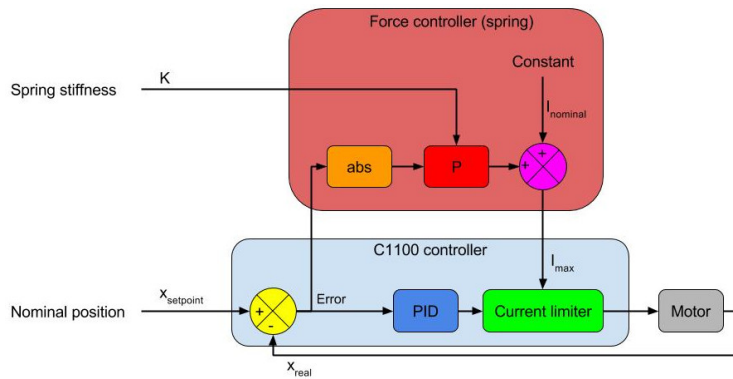 Force controller (spring)
Constant
K
Spring stiffness
I nominal
+
abs
P
+
C1100 controller
I max
x setpoint
Error
Nominal position
+
PID
Current limiter
Motor
-
x real